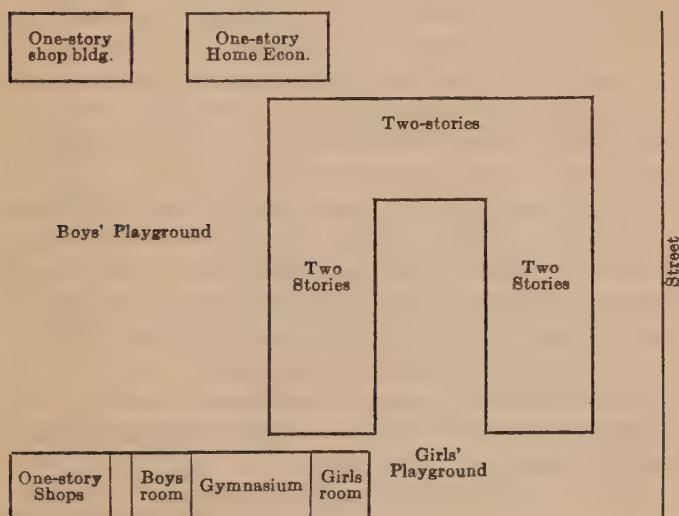 One-story
shop bldg.
One-story
Home Econ.
Two-stories
Boys' Playground
Two
Stories
Two
Stories
Street
Girls'
Playground
One-story
Shops
Boys
room
Gymnasium
Girls
room